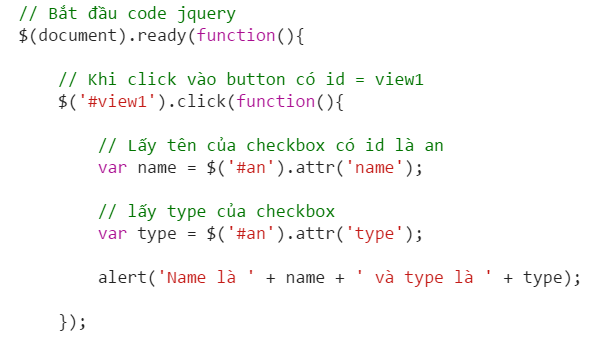 // Bắt đầu code jquery
$(document).ready(function(){
// Khi click vào button có id = view1
$('#view1').click(function(){
// Lấy tên của checkbox có id là an
var name = $('#an').attr('name');
// lấy type của checkbox
var type = $('#an').attr('type');
alert('Name là ' + name + ' và type là ' + type);
});